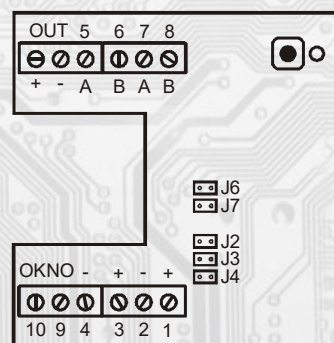 OUT 5 6 7 8
+ - A B A B
J6
J7
J2
J3
J4
OKNO - + - +
10 9 4 3 2 1